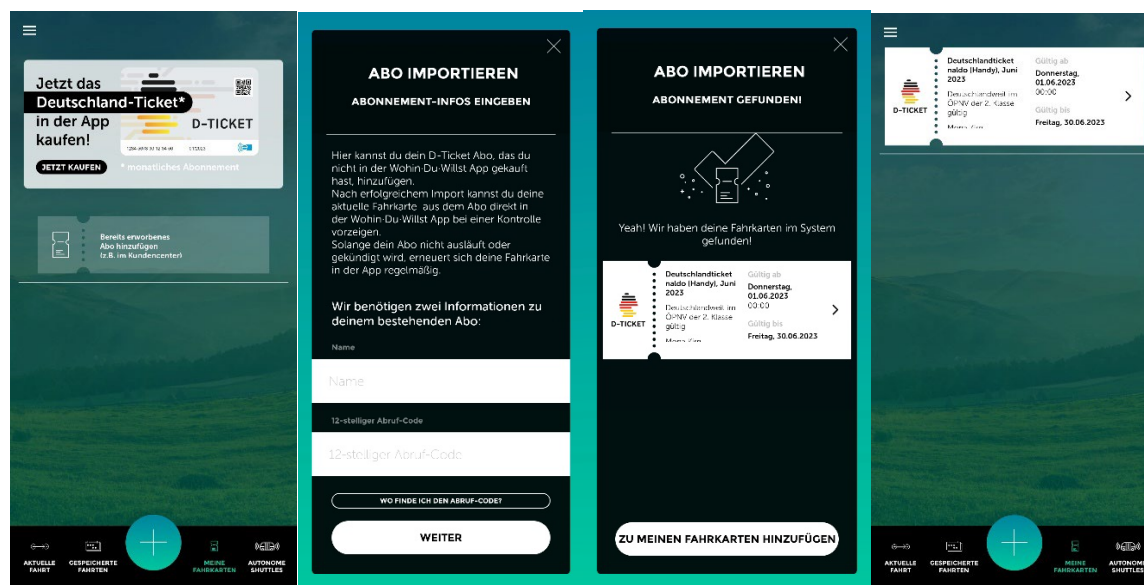 Jetzt das
Deutschland-Ticket*
in der App
kaufen!
D-TICKET
JETZT KAUFEN
* monatliches Abonnement
Bereits erworbenes
Abo hinzufügen
(z.B. im Kundencenter)
AKTUELLE FAHRT
GESPEICHERTE FAHRTEN
MEINE FAHRKARTEN
AUTONOME SHUTTLES
ABO IMPORTIEREN
ABONNEMENT-INFOS EINGEBEN
Hier kannst du dein D-Ticket Abo, das du
nicht in der Wohin·Du·Willst App gekauft
hast, hinzufügen.
Nach erfolgreichem Import kannst du deine
aktuelle Fahrkarte aus dem Abo direkt in
der Wohin·Du·Willst App bei einer Kontrolle
vorzeigen.
Solange dein Abo nicht ausläuft oder
gekündigt wird, erneuert sich deine Fahrkarte
in der App regelmäßig.
Wir benötigen zwei Informationen zu
deinem bestehenden Abo:
Name
Name
12-stelliger Abruf-Code
12-stelliger Abruf-Code
WO FINDE ICH DEN ABRUF-CODE?
WEITER
ABO IMPORTIEREN
ABONNEMENT GEFUNDEN!
Yeah! Wir haben deine Fahrkarten im System
gefunden!
D-TICKET
Deutschlandticket
naldo (Handy), Juni
2023
Deutschlandweit im
ÖPNV der 2. Klasse
gültig
Gültig ab
Donnerstag,
01.06.2023
00:00
Gültig bis
Freitag, 30.06.2023
ZU MEINEN FAHRKARTEN HINZUFÜGEN
D-TICKET
Deutschlandticket
naldo (Handy), Juni
2023
Deutschlandweit im
ÖPNV der 2. Klasse
gültig
Gültig ab
Donnerstag,
01.06.2023
00:00
Gültig bis
Freitag, 30.06.2023
AKTUELLE FAHRT
GESPEICHERTE FAHRTEN
MEINE FAHRKARTEN
AUTONOME SHUTTLES